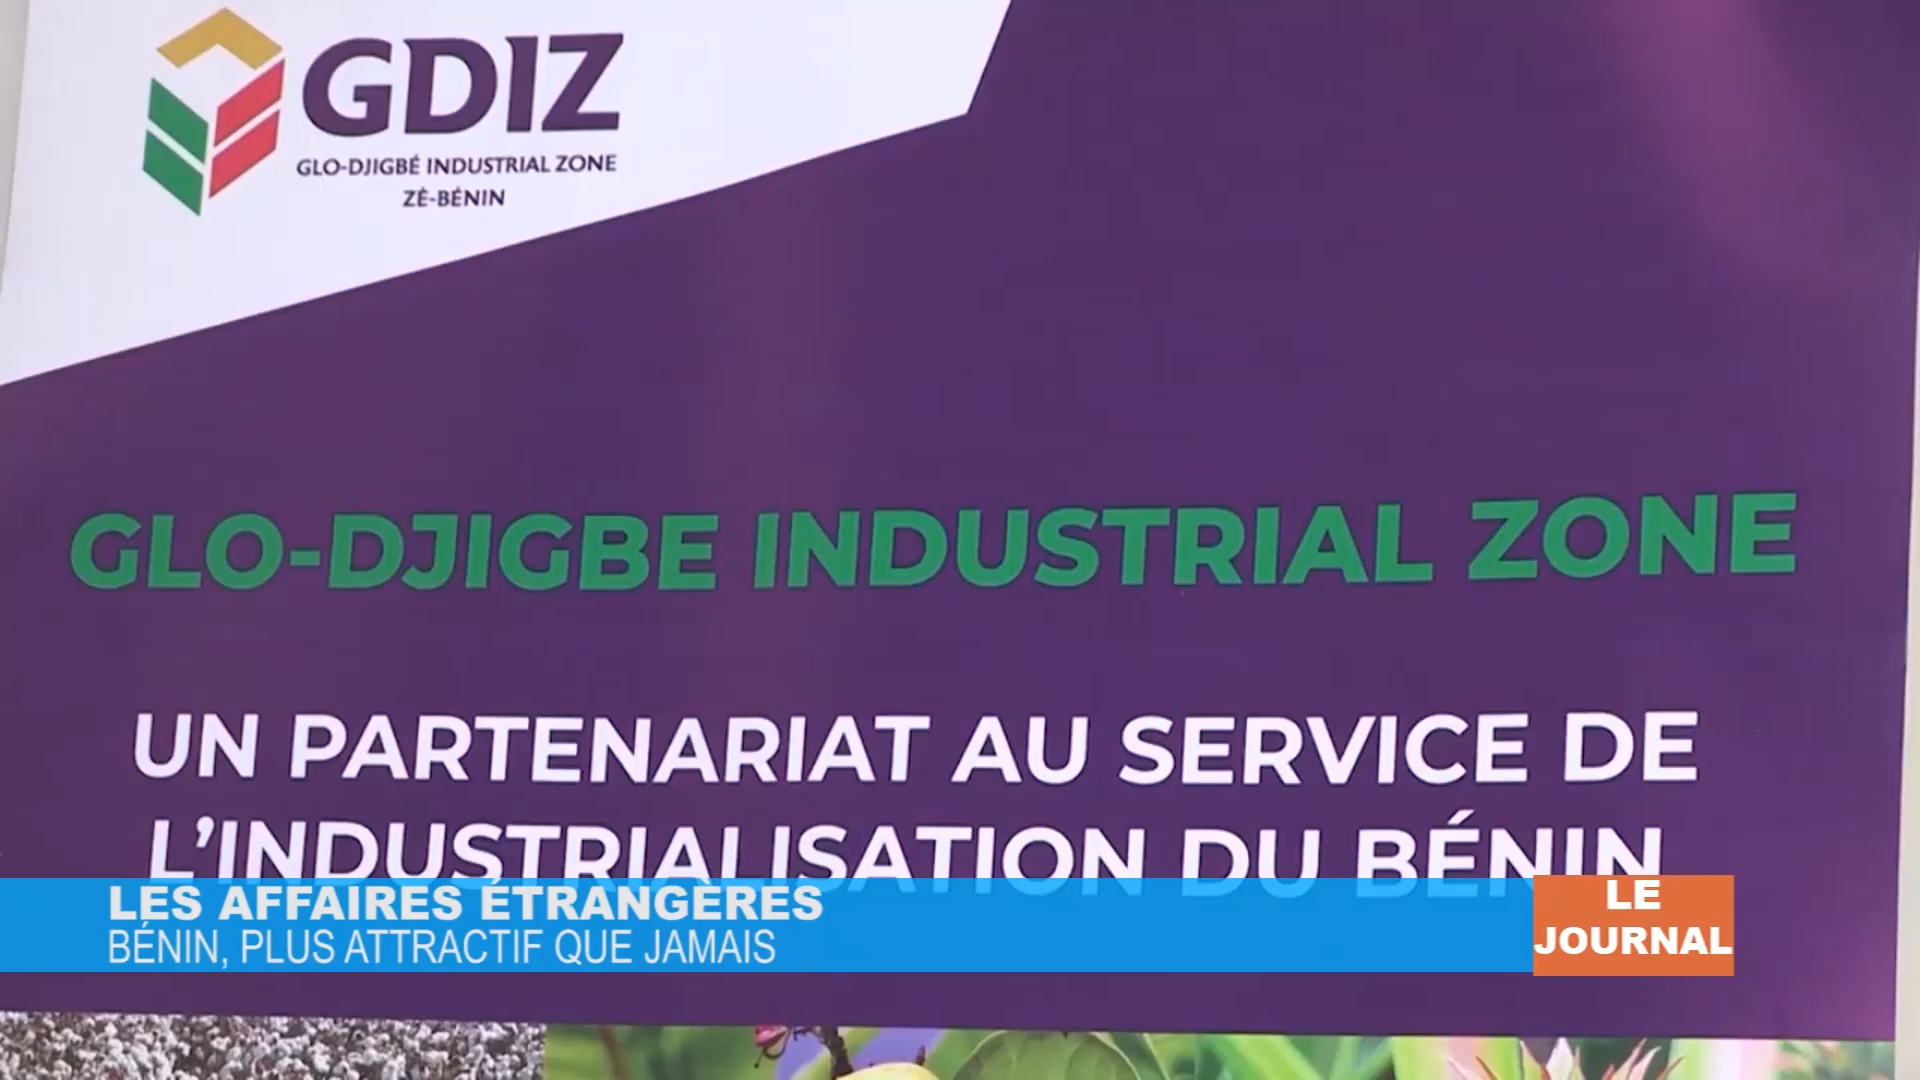 GDIZ
GLO-DJIGBÉ INDUSTRIAL ZONE
ZÈ-BÉNIN
GLO-DJIGBE INDUSTRIAL ZONE
UN PARTENARIAT AU SERVICE DE
L'INDUSTRIALISATION DU BÉNIN
LES AFFAIRES ÉTRANGÈRES
BÉNIN, PLUS ATTRACTIF QUE JAMAIS
LE
JOURNAL